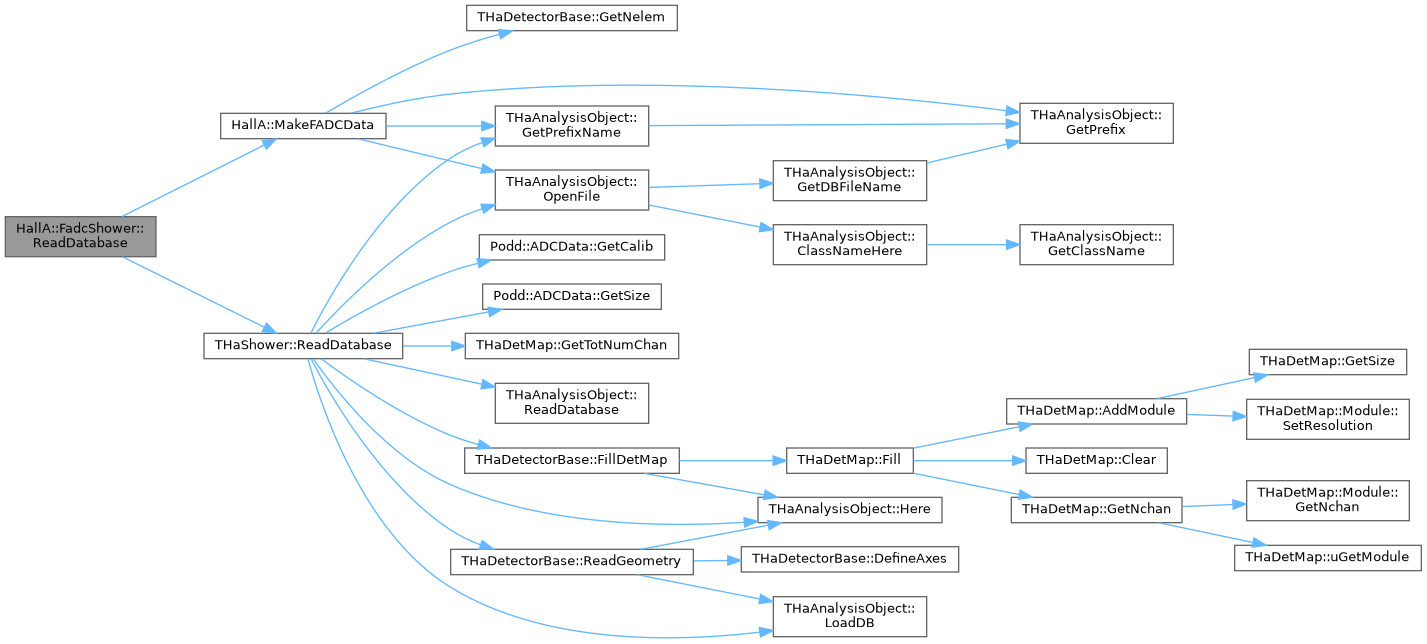 THaDetectorBase::GetNelem
HallA::MakeFADCData
THaAnalysisObject::
GetPrefixName
THaAnalysisObject::
GetPrefix
THaAnalysisObject::
OpenFile
THaAnalysisObject::
GetDBFileName
HallA::FadcShower::
ReadDatabase
Podd::ADCData::GetCalib
THaAnalysisObject::
ClassNameHere
THaAnalysisObject::
GetClassName
Podd::ADCData::GetSize
THaShower::ReadDatabase
THaDetMap::GetTotNumChan
THaAnalysisObject::
ReadDatabase
THaDetMap::GetSize
THaDetMap::AddModule
THaDetMap::Module::
SetResolution
THaDetectorBase::FillDetMap
THaDetMap::Fill
THaDetMap::Clear
THaAnalysisObject::Here
THaDetMap::GetNchan
THaDetMap::Module::
GetNchan
THaDetMap::uGetModule
THaDetectorBase::ReadGeometry
THaDetectorBase::DefineAxes
THaAnalysisObject::
LoadDB